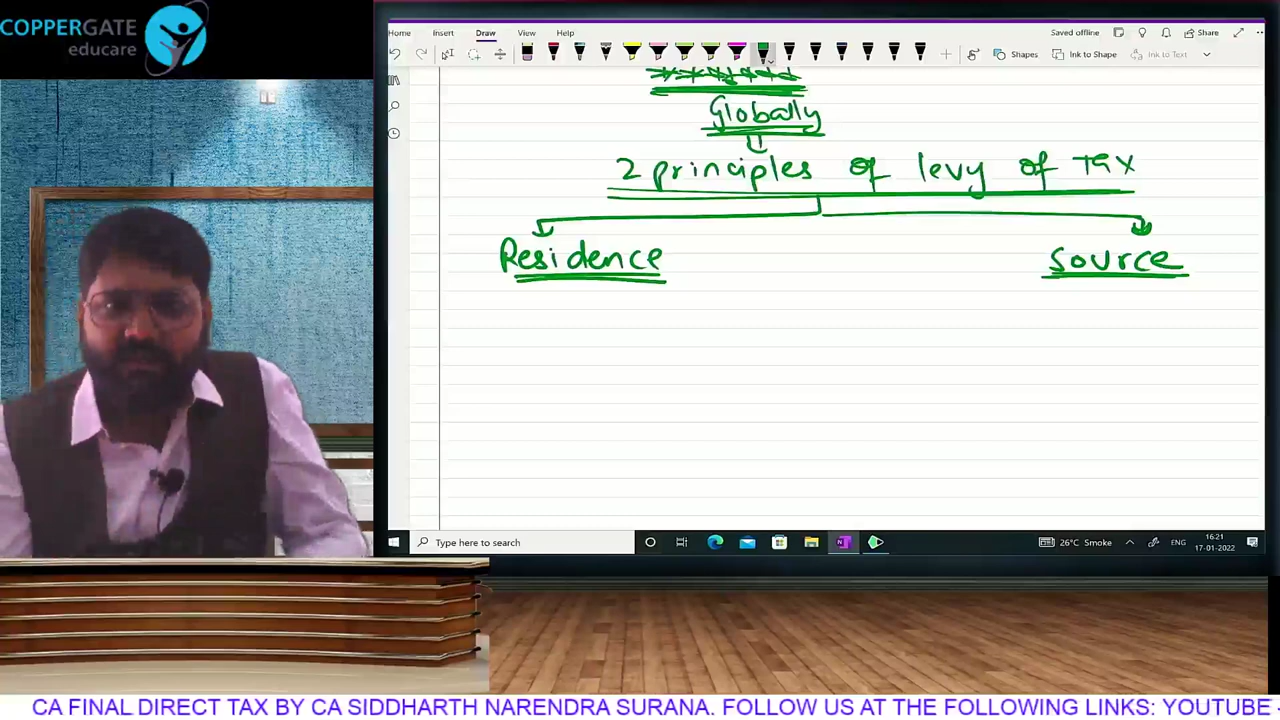 COPPERGATE
educare
Home Insert Draw View Help
Saved offline
Share
Shapes
Ink to Shape
Ink to Text
Globally
2 principles of levy of Tax
Residence
Source
Type here to search
26°C Smoke
ENG
16:21
17-01-2022
CA FINAL DIRECT TAX BY CA SIDDHARTH NARENDRA SURANA. FOLLOW US AT THE FOLLOWING LINKS: YOUTUBE -